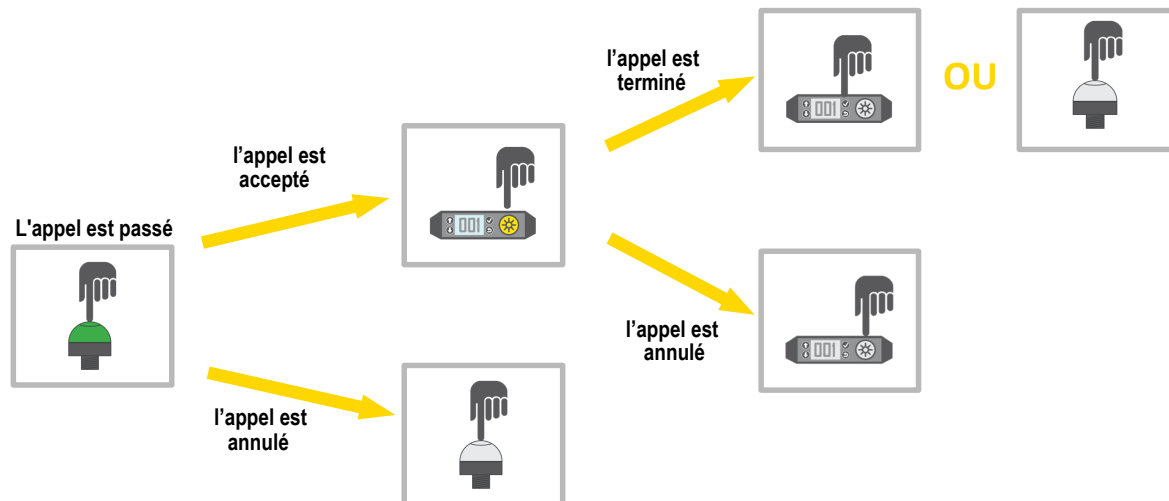 L'appel est passé
l’appel est
accepté
001
l’appel est
annulé
l’appel est
terminé
001
OU
l’appel est
annulé
001